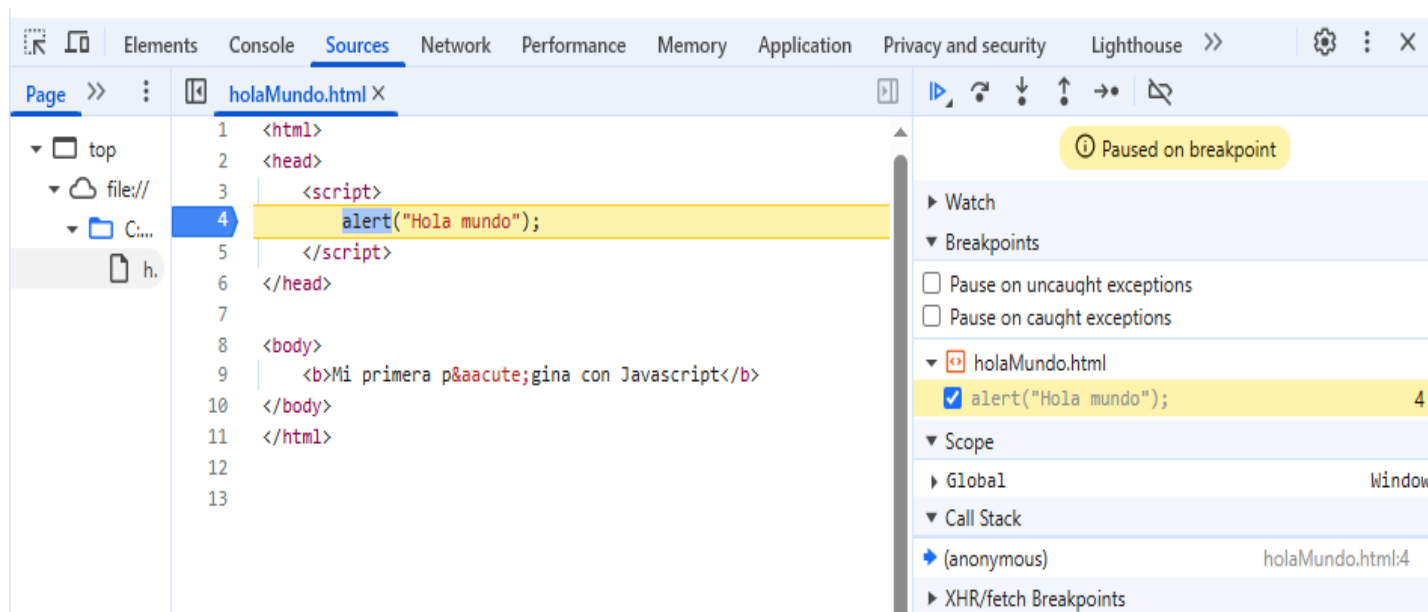 Elements Console Sources Network Performance Memory Application Privacy and security Lighthouse
Page
holaMundo.html
top
file://
C:...
h.
1 <html>
2 <head>
3 <script>
4 alert("Hola mundo");
5 </script>
6 </head>
7
8 <body>
9 <b>Mi primera p&aacute;gina con Javascript</b>
10 </body>
11 </html>
12
13
Paused on breakpoint
Watch
Breakpoints
Pause on uncaught exceptions
Pause on caught exceptions
holaMundo.html
alert("Hola mundo"); 4
Scope
Global Window
Call Stack
(anonymous) holaMundo.html:4
XHR/fetch Breakpoints